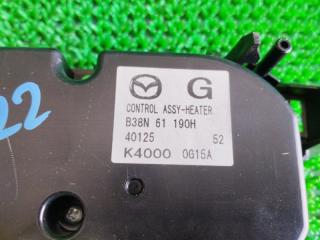 G
CONTROL ASSY-HEATER
B38N 61 190H
40125 52
K4000 0G15A
22